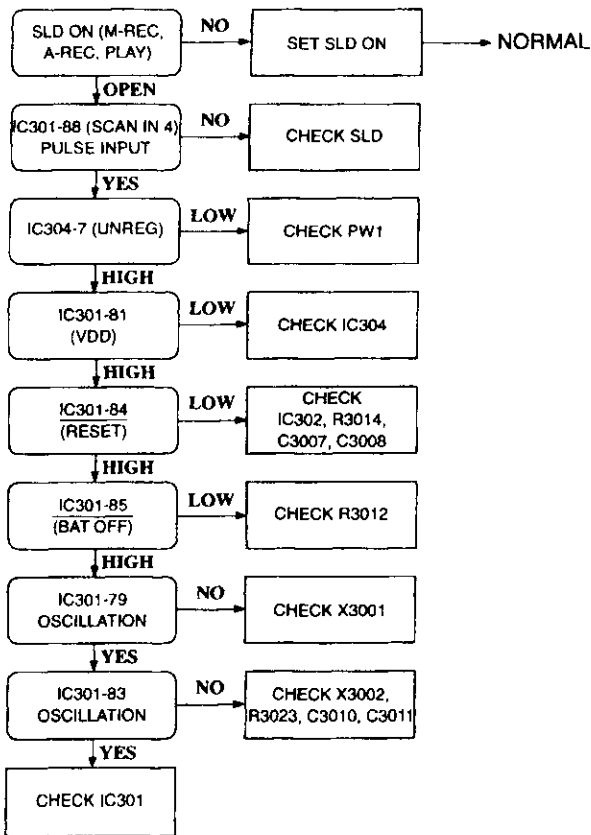 SLD ON (M-REC,
A-REC, PLAY)
NO
SET SLD ON
NORMAL
OPEN
IC301-88 (SCAN IN 4)
PULSE INPUT
NO
CHECK SLD
YES
IC304-7 (UNREG)
LOW
CHECK PW1
HIGH
IC301-81
(VDD)
LOW
CHECK IC304
HIGH
IC301-84
(RESET)
LOW
CHECK
IC302, R3014,
C3007, C3008
HIGH
IC301-85
(BAT OFF)
LOW
CHECK R3012
HIGH
IC301-79
OSCILLATION
NO
CHECK X3001
YES
IC301-83
OSCILLATION
NO
CHECK X3002,
R3023, C3010, C3011
YES
CHECK IC301